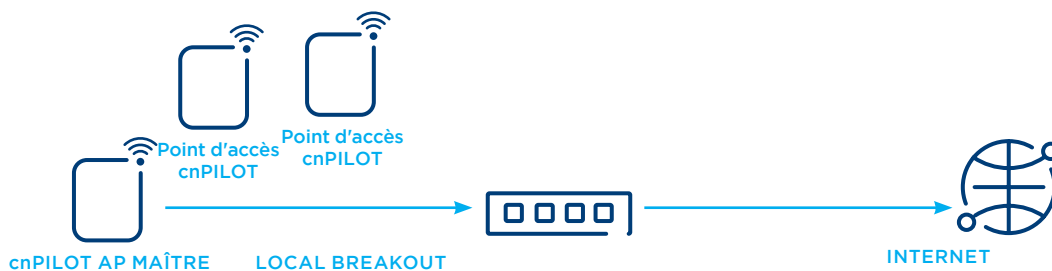 Point d'accès
cnPILOT
Point d'accès
cnPILOT
cnPILOT AP MAÎTRE
LOCAL BREAKOUT
INTERNET